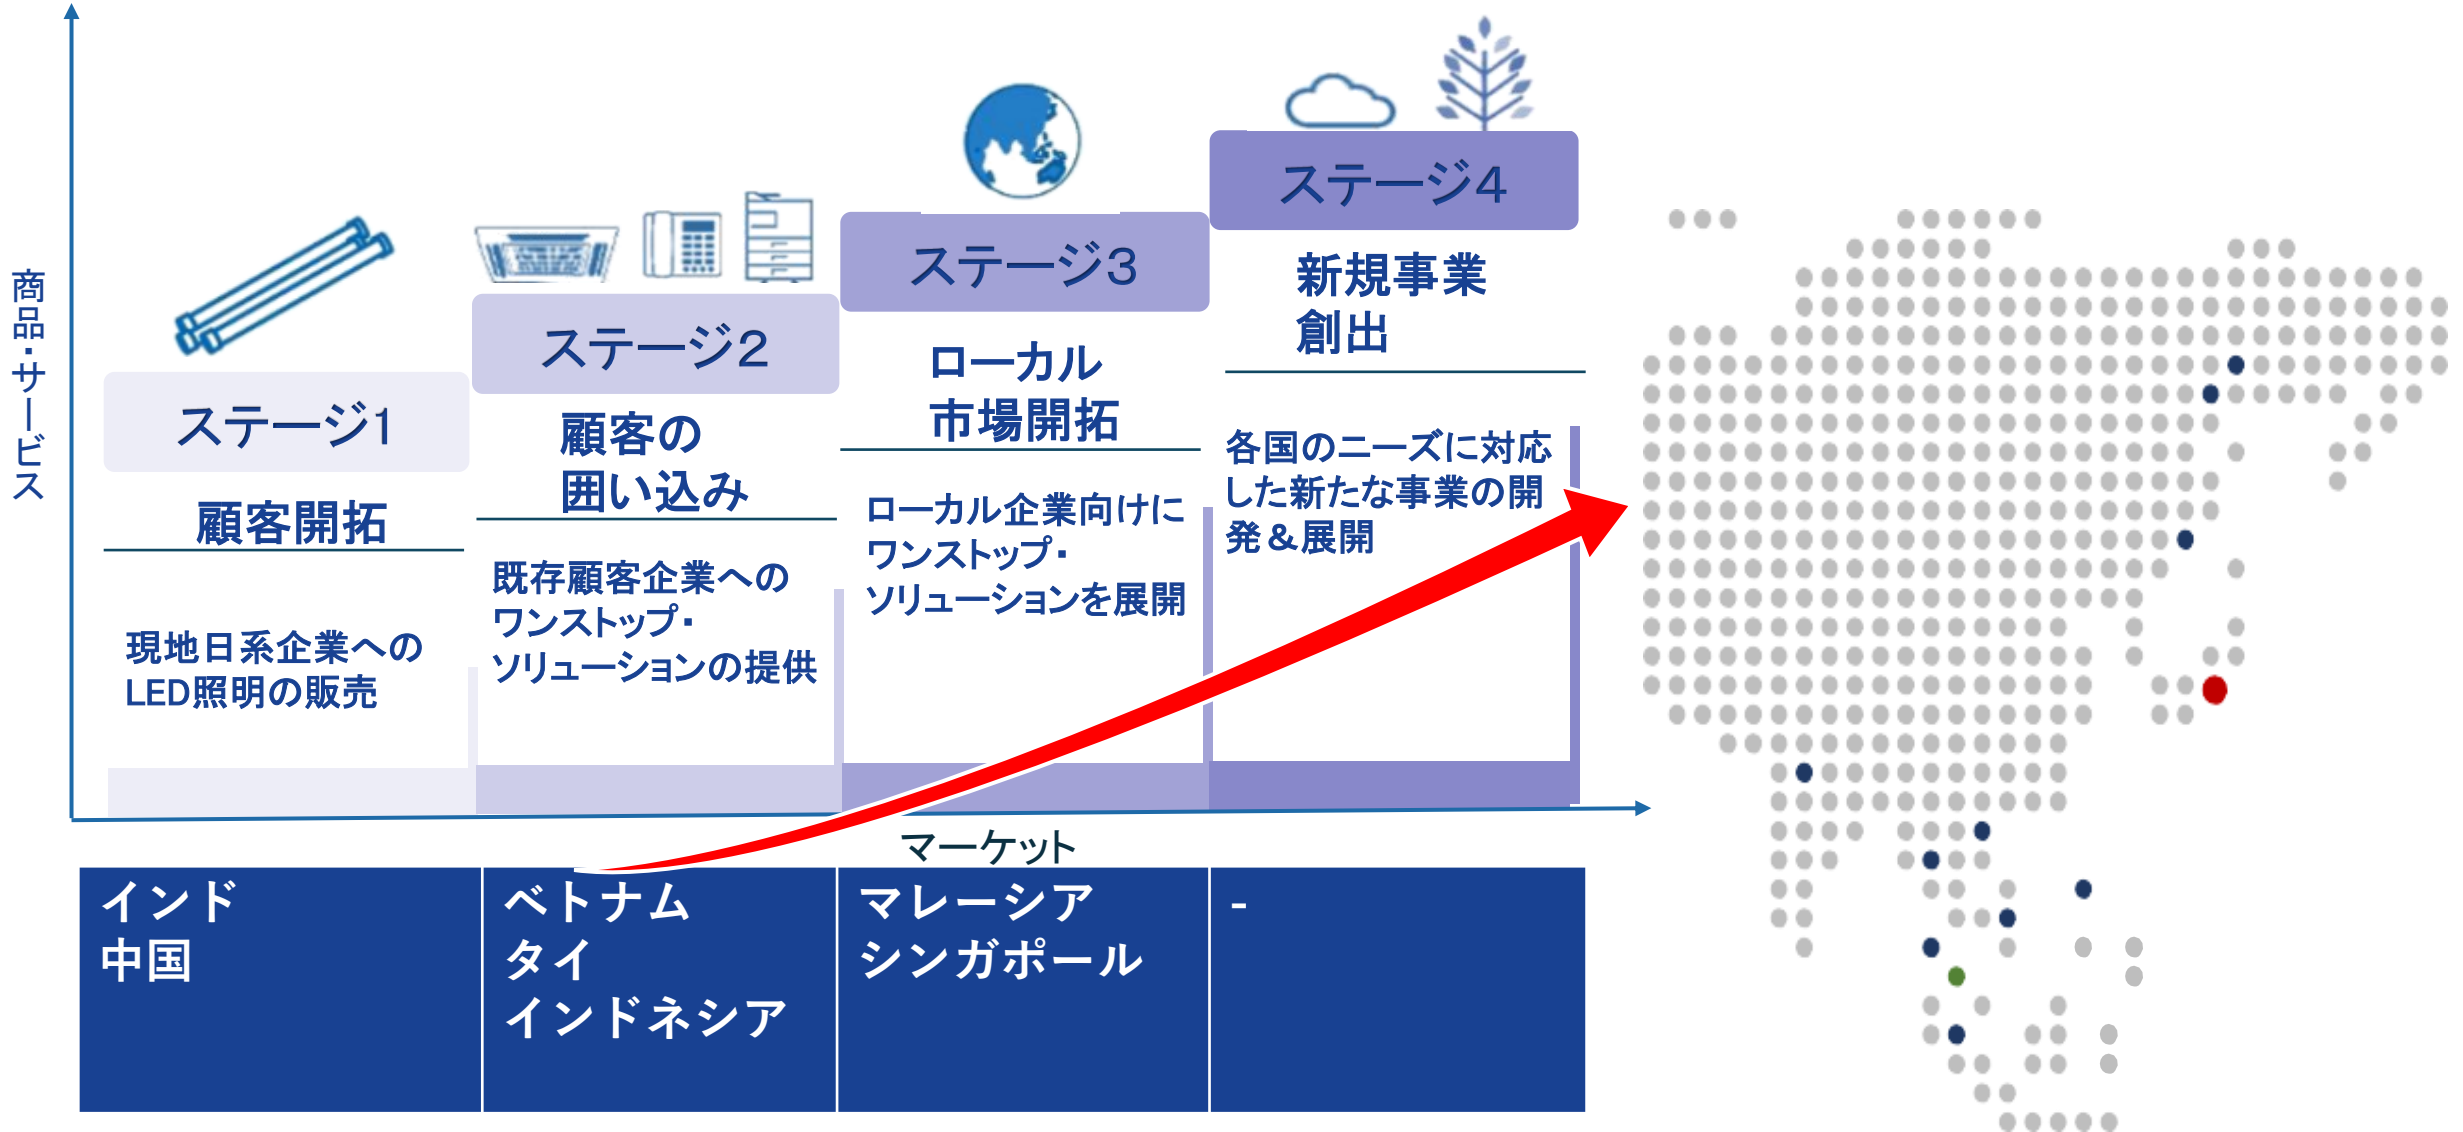 商品・サービス
ステージ1
顧客開拓
現地日系企業への
LED照明の販売
ステージ2
顧客の
囲い込み
既存顧客企業への
ワンストップ・
ソリューションの提供
ステージ3
ローカル
市場開拓
ローカル企業向けに
ワンストップ・
ソリューションを展開
ステージ4
新規事業
創出
各国のニーズに対応
した新たな事業の開
発＆展開
マーケット
インド
中国
ベトナム
タイ
インドネシア
マレーシア
シンガポール
-